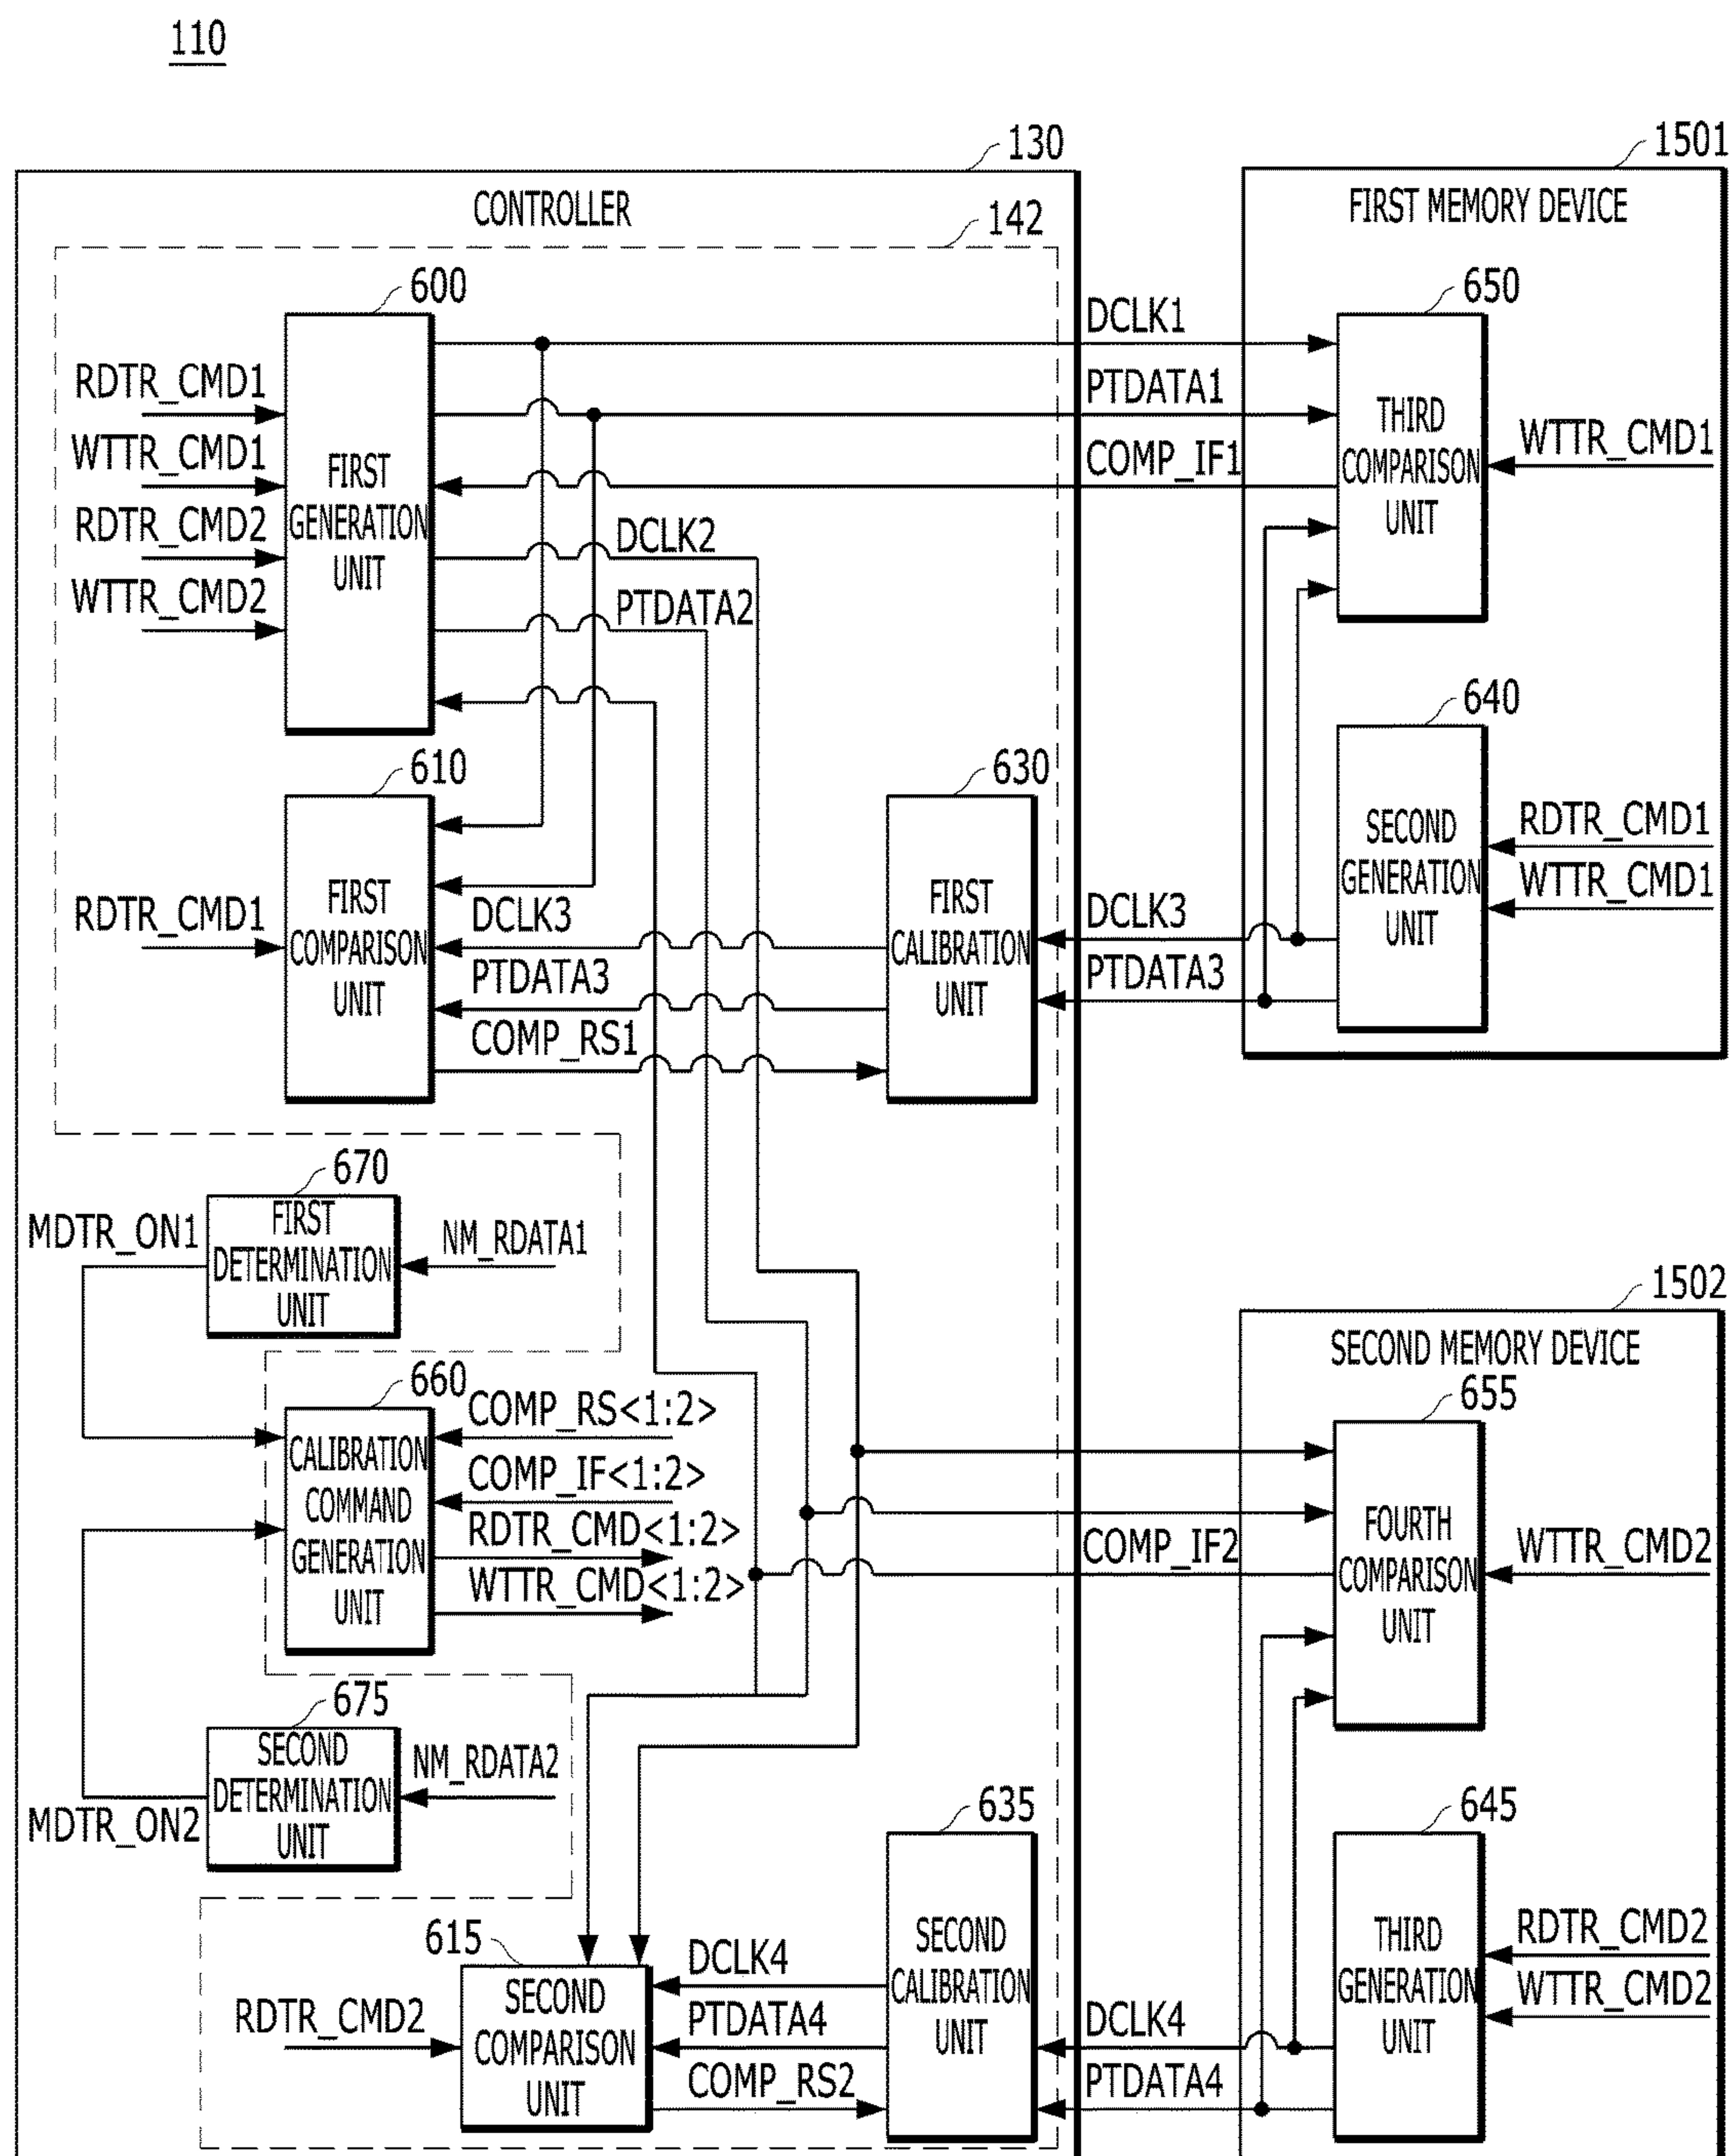 110
130
CONTROLLER
142
1501
FIRST MEMORY DEVICE
600
RDTR_CMD1
WTTR_CMD1
RDTR_CMD2
WTTR_CMD2
FIRST
GENERATION
UNIT
DCLK1
PTDATA1
COMP_IF1
DCLK2
PTDATA2
650
THIRD
COMPARISON
UNIT
WTTR_CMD1
640
SECOND
GENERATION
UNIT
RDTR_CMD1
WTTR_CMD1
610
RDTR_CMD1
FIRST
COMPARISON
UNIT
DCLK3
PTDATA3
COMP_RS1
630
FIRST
CALIBRATION
UNIT
DCLK3
PTDATA3
670
MDTR_ON1
FIRST
DETERMINATION
UNIT
NM_RDATA1
660
CALIBRATION
COMMAND
GENERATION
UNIT
COMP_RS<1:2>
COMP_IF<1:2>
RDTR_CMD<1:2>
WTTR_CMD<1:2>
675
MDTR_ON2
SECOND
DETERMINATION
UNIT
NM_RDATA2
1502
SECOND MEMORY DEVICE
655
COMP_IF2
FOURTH
COMPARISON
UNIT
WTTR_CMD2
615
RDTR_CMD2
SECOND
COMPARISON
UNIT
DCLK4
PTDATA4
COMP_RS2
635
SECOND
CALIBRATION
UNIT
DCLK4
PTDATA4
645
THIRD
GENERATION
UNIT
RDTR_CMD2
WTTR_CMD2